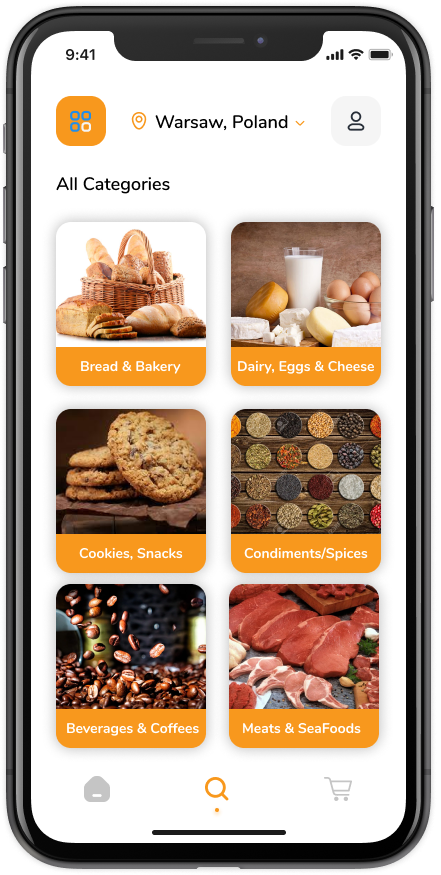 9:41
Warsaw, Poland
All Categories
Bread & Bakery
Dairy, Eggs & Cheese
Cookies, Snacks
Condiments/Spices
Beverages & Coffees
Meats & SeaFoods